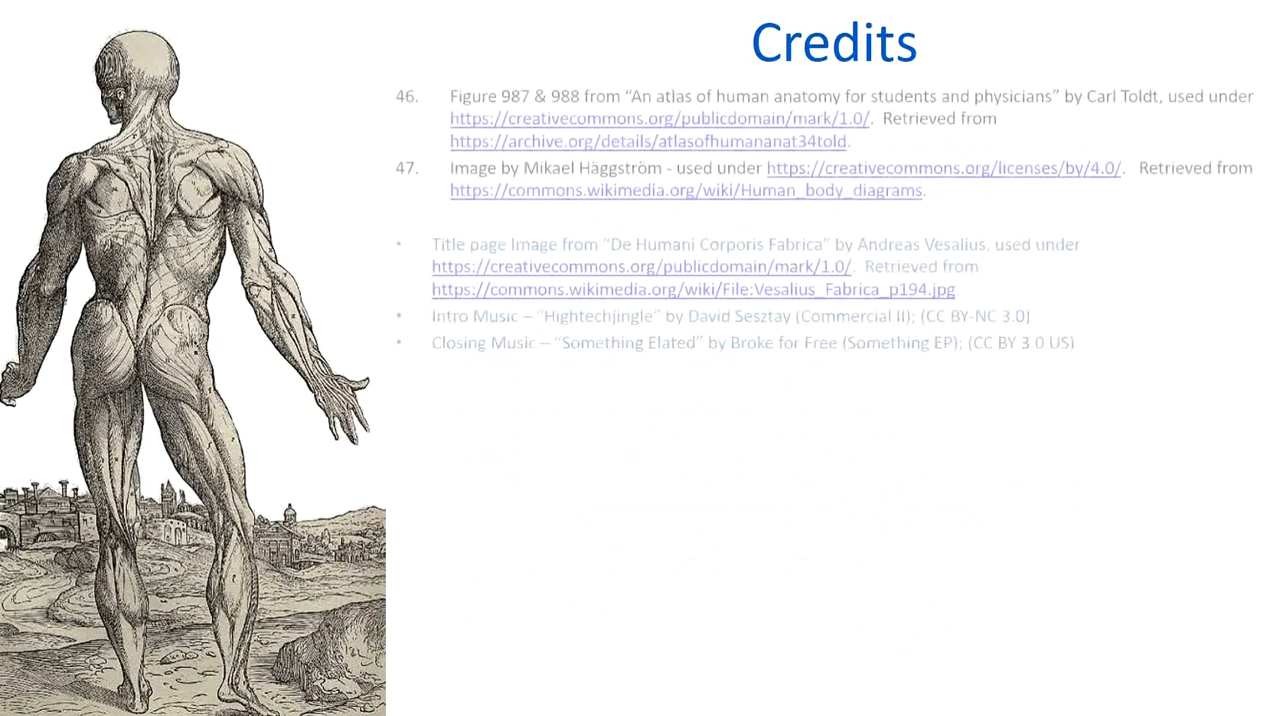 Credits
46. Figure 987 & 988 from “An atlas of human anatomy for students and physicians” by Carl Toldt, used under
https://creativecommons.org/publicdomain/mark/1.0/. Retrieved from
https://archive.org/details/atlasofhumananat34told.
47. Image by Mikael Häggström - used under https://creativecommons.org/licenses/by/4.0/. Retrieved from
https://commons.wikimedia.org/wiki/Human_body_diagrams.
• Title page Image from “De Humani Corporis Fabrica” by Andreas Vesalius, used under
https://creativecommons.org/publicdomain/mark/1.0/. Retrieved from
https://commons.wikimedia.org/wiki/File:Vesalius_Fabrica_p194.jpg
• Intro Music – “Hightechjingle” by David Sesztay (Commercial II); (CC BY-NC 3.0)
• Closing Music – “Something Elated” by Broke for Free (Something EP); (CC BY 3.0 US)